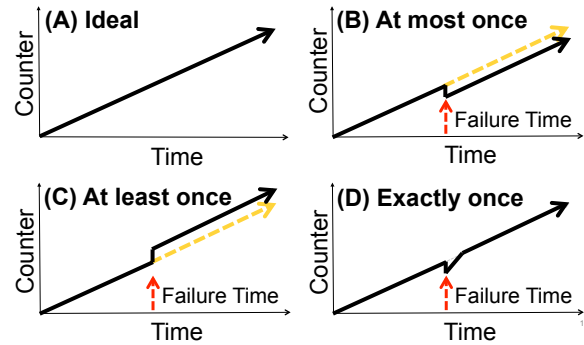 (A) Ideal
Counter
Time
(B) At most once
Counter
Failure Time
Time
(C) At least once
Counter
Failure Time
Time
(D) Exactly once
Counter
Failure Time
Time
1